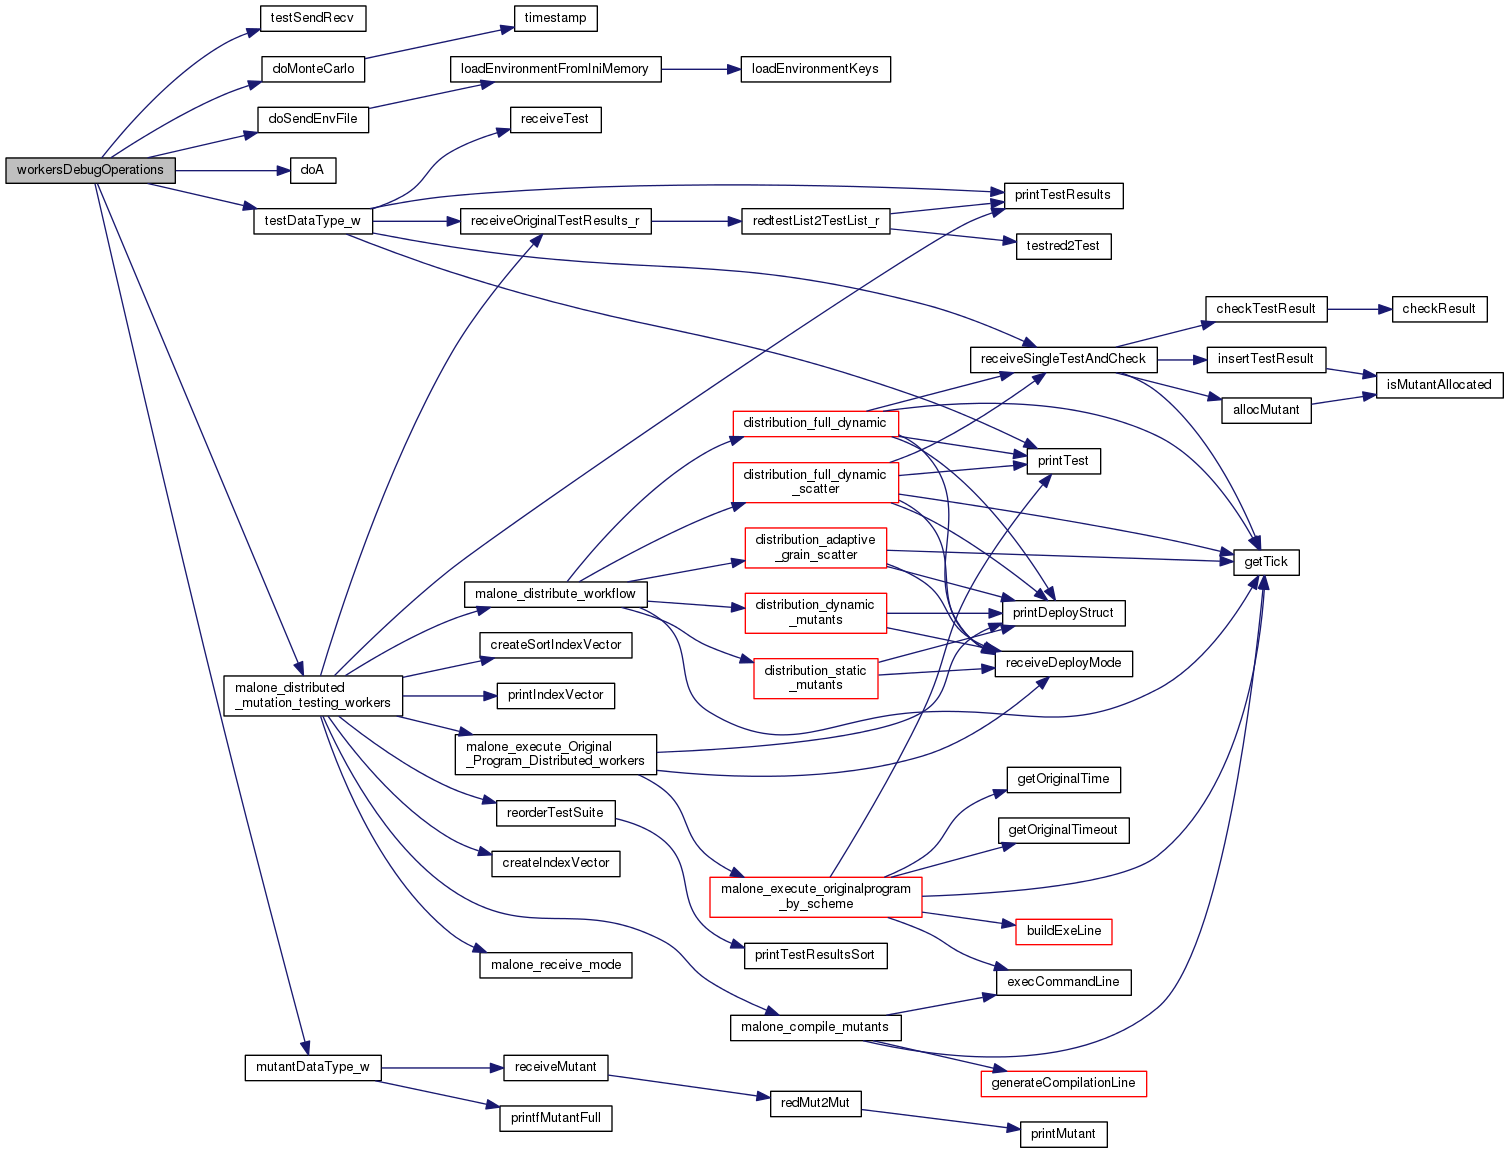 testSendRecv
timestamp
doMonteCarlo
loadEnvironmentFromIniMemory
loadEnvironmentKeys
doSendEnvFile
receiveTest
workersDebugOperations
doA
printTestResults
testDataType_w
receiveOriginalTestResults_r
redtestList2TestList_r
testred2Test
checkTestResult
checkResult
receiveSingleTestAndCheck
insertTestResult
isMutantAllocated
allocMutant
distribution_full_dynamic
printTest
distribution_full_dynamic
_scatter
distribution_adaptive
_grain_scatter
getTick
malone_distribute_workflow
distribution_dynamic
_mutants
printDeployStruct
createSortIndexVector
receiveDeployMode
distribution_static
_mutants
malone_distributed
_mutation_testing_workers
printIndexVector
malone_execute_Original
_Program_Distributed_workers
getOriginalTime
reorderTestSuite
getOriginalTimeout
createIndexVector
malone_execute_originalprogram
_by_scheme
buildExeLine
printTestResultsSort
malone_receive_mode
execCommandLine
malone_compile_mutants
mutantDataType_w
receiveMutant
generateCompilationLine
redMut2Mut
printfMutantFull
printMutant